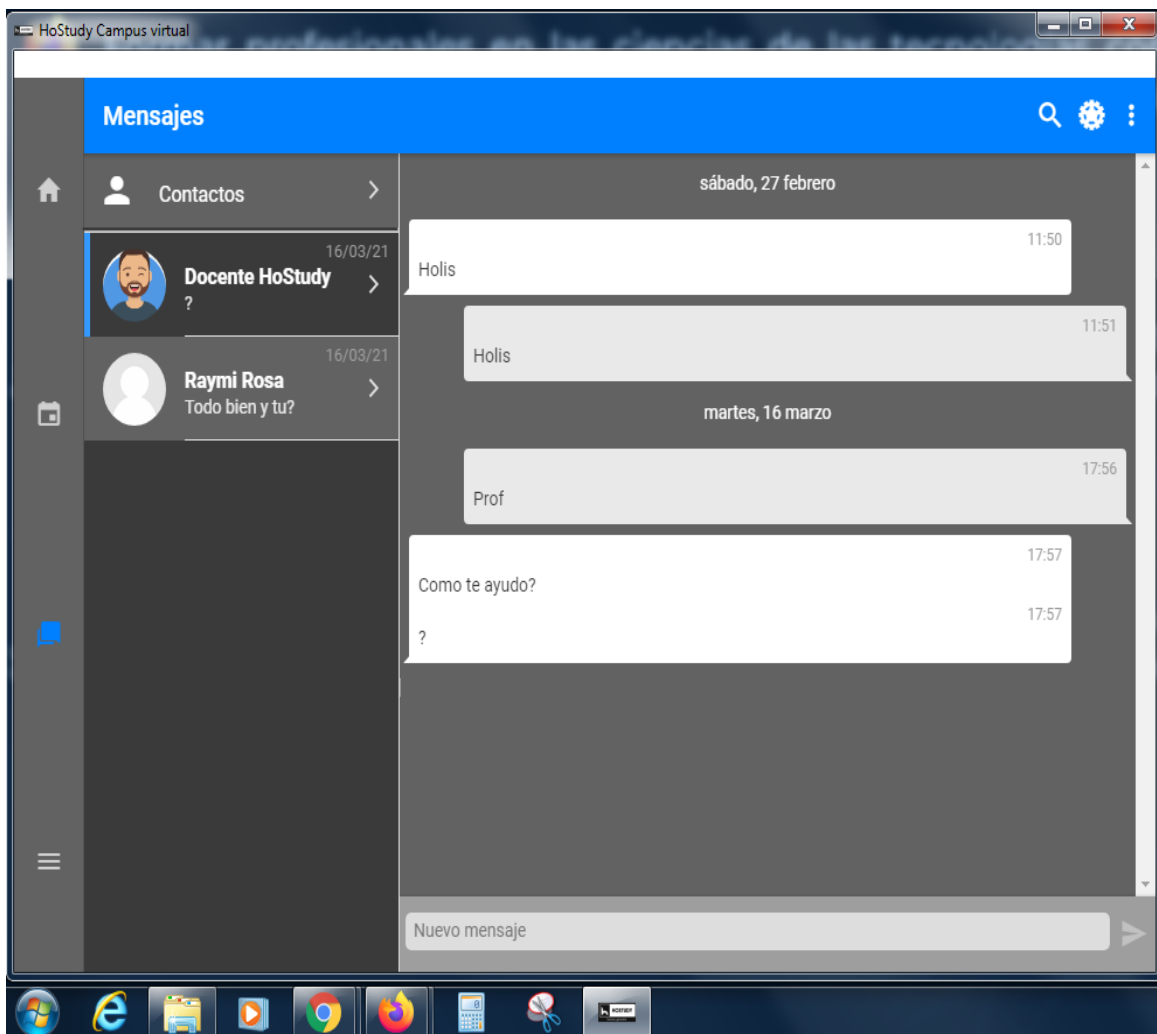 HoStudy Campus virtual
Mensajes
Contactos
16/03/21
Docente HoStudy
?
16/03/21
Raymi Rosa
Todo bien y tu?
sábado, 27 febrero
11:50
Holis
11:51
Holis
martes, 16 marzo
17:56
Prof
17:57
Como te ayudo?
17:57
?
Nuevo mensaje
HOSTUDY